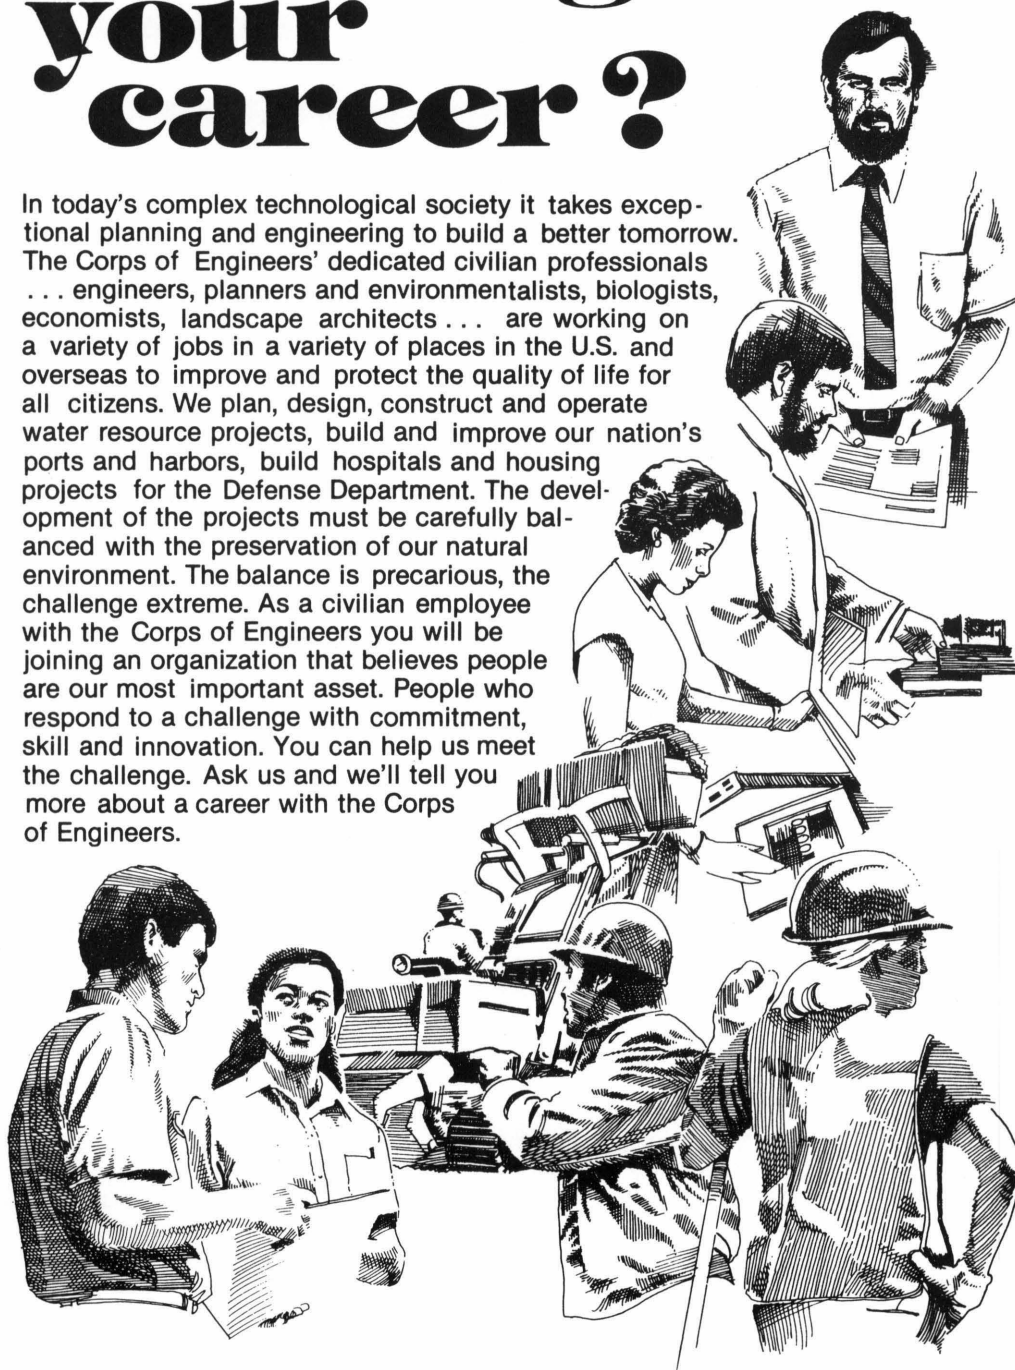 your
career?
In today's complex technological society it takes excep-
tional planning and engineering to build a better tomorrow.
The Corps of Engineers' dedicated civilian professionals
... engineers, planners and environmentalists, biologists,
economists, landscape architects ... are working on
a variety of jobs in a variety of places in the U.S. and
overseas to improve and protect the quality of life for
all citizens. We plan, design, construct and operate
water resource projects, build and improve our nation's
ports and harbors, build hospitals and housing
projects for the Defense Department. The devel-
opment of the projects must be carefully bal-
anced with the preservation of our natural
environment. The balance is precarious, the
challenge extreme. As a civilian employee
with the Corps of Engineers you will be
joining an organization that believes people
are our most important asset. People who
respond to a challenge with commitment,
skill and innovation. You can help us meet
the challenge. Ask us and we'll tell you
more about a career with the Corps
of Engineers.